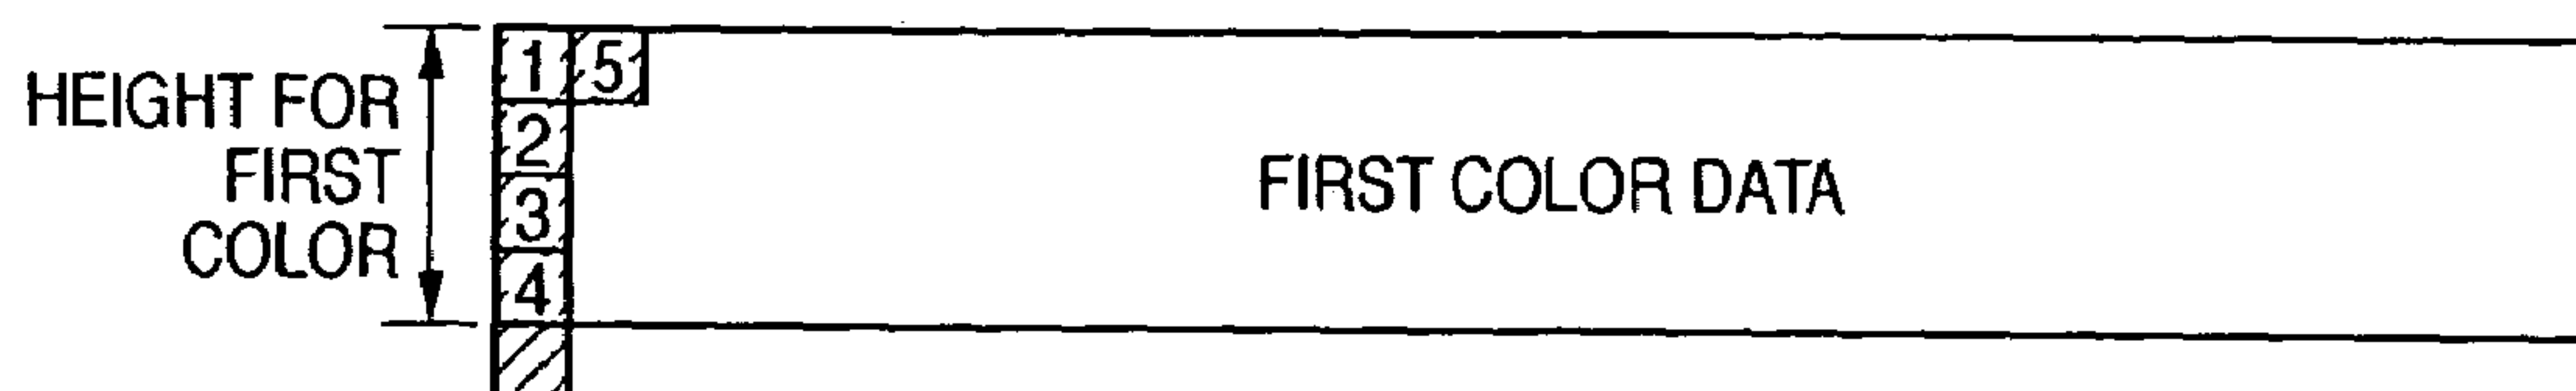 1 5
HEIGHT FOR
FIRST
COLOR
2
3
4
FIRST COLOR DATA